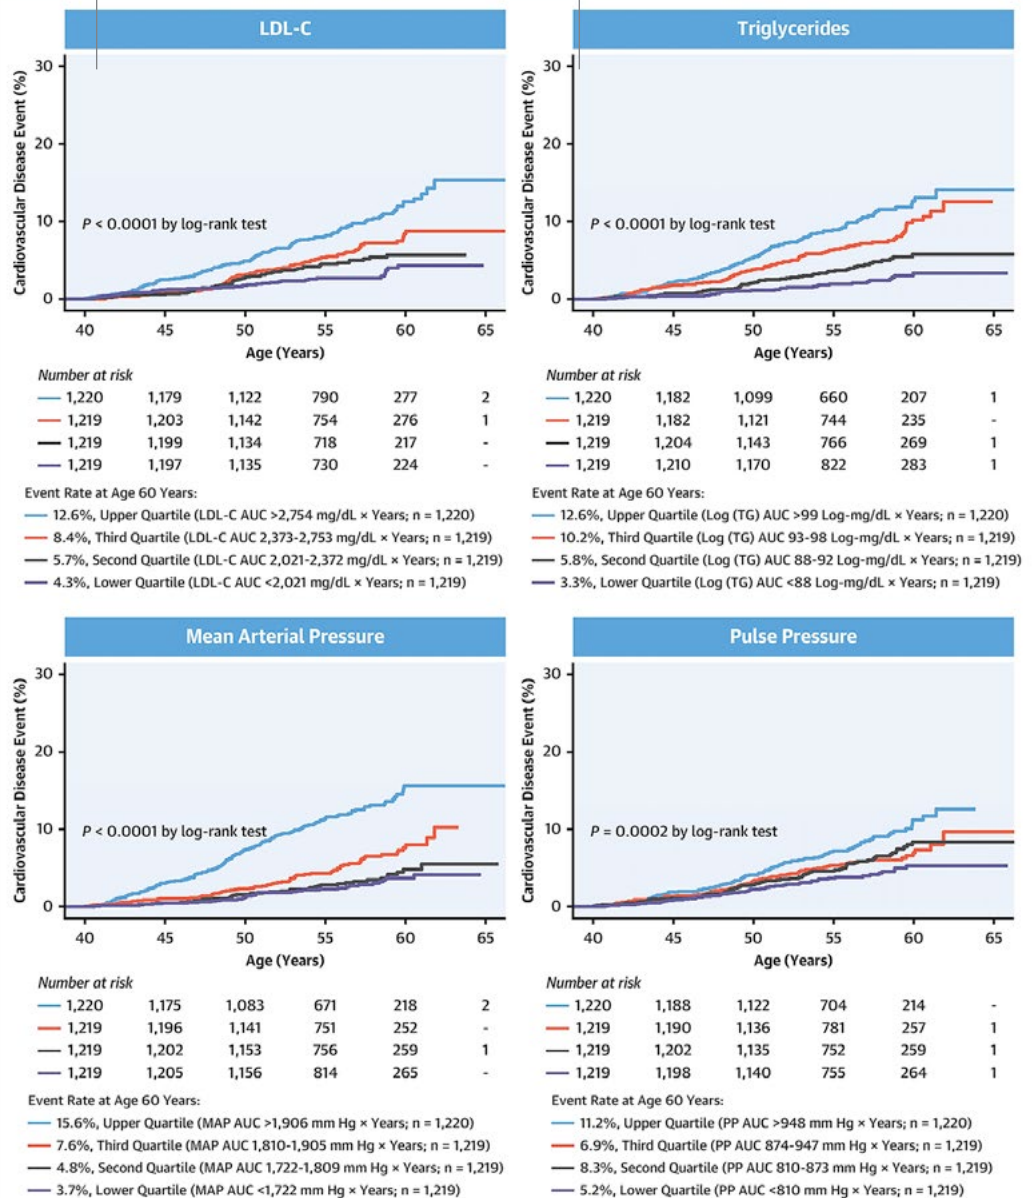 LDL-C
Cardiovascular Disease Event (%)
30
20
10
0
P < 0.0001 by log-rank test
40 45 50 55 60 65
Age (Years)
Number at risk
1,220 1,179 1,122 790 277 2
1,219 1,203 1,142 754 276 1
1,219 1,199 1,134 718 217 -
1,219 1,197 1,135 730 224 -
Event Rate at Age 60 Years:
12.6%, Upper Quartile (LDL-C AUC >2,754 mg/dL × Years; n = 1,220)
8.4%, Third Quartile (LDL-C AUC 2,373-2,753 mg/dL × Years; n = 1,219)
5.7%, Second Quartile (LDL-C AUC 2,021-2,372 mg/dL × Years; n = 1,219)
4.3%, Lower Quartile (LDL-C AUC <2,021 mg/dL × Years; n = 1,219)
Triglycerides
Cardiovascular Disease Event (%)
30
20
10
0
P < 0.0001 by log-rank test
40 45 50 55 60 65
Age (Years)
Number at risk
1,220 1,182 1,099 660 207 1
1,219 1,182 1,121 744 235 -
1,219 1,204 1,143 766 269 1
1,219 1,210 1,170 822 283 1
Event Rate at Age 60 Years:
12.6%, Upper Quartile (Log (TG) AUC >99 Log-mg/dL × Years; n = 1,220)
10.2%, Third Quartile (Log (TG) AUC 93-98 Log-mg/dL × Years; n = 1,219)
5.8%, Second Quartile (Log (TG) AUC 88-92 Log-mg/dL × Years; n = 1,219)
3.3%, Lower Quartile (Log (TG) AUC <88 Log-mg/dL × Years; n = 1,219)
Mean Arterial Pressure
Cardiovascular Disease Event (%)
30
20
10
0
P < 0.0001 by log-rank test
40 45 50 55 60 65
Age (Years)
Number at risk
1,220 1,175 1,083 671 218 2
1,219 1,196 1,141 751 252 -
1,219 1,202 1,153 756 259 1
1,219 1,205 1,156 814 265 -
Event Rate at Age 60 Years:
15.6%, Upper Quartile (MAP AUC >1,906 mm Hg × Years; n = 1,220)
7.6%, Third Quartile (MAP AUC 1,810-1,905 mm Hg × Years; n = 1,219)
4.8%, Second Quartile (MAP AUC 1,722-1,809 mm Hg × Years; n = 1,219)
3.7%, Lower Quartile (MAP AUC <1,722 mm Hg × Years; n = 1,219)
Pulse Pressure
Cardiovascular Disease Event (%)
30
20
10
0
P = 0.0002 by log-rank test
40 45 50 55 60 65
Age (Years)
Number at risk
1,220 1,188 1,122 704 214 -
1,219 1,190 1,136 781 257 1
1,219 1,202 1,135 752 259 1
1,219 1,198 1,140 755 264 1
Event Rate at Age 60 Years:
11.2%, Upper Quartile (PP AUC >948 mm Hg × Years; n = 1,220)
6.9%, Third Quartile (PP AUC 874-947 mm Hg × Years; n = 1,219)
8.3%, Second Quartile (PP AUC 810-873 mm Hg × Years; n = 1,219)
5.2%, Lower Quartile (PP AUC <810 mm Hg × Years; n = 1,219)